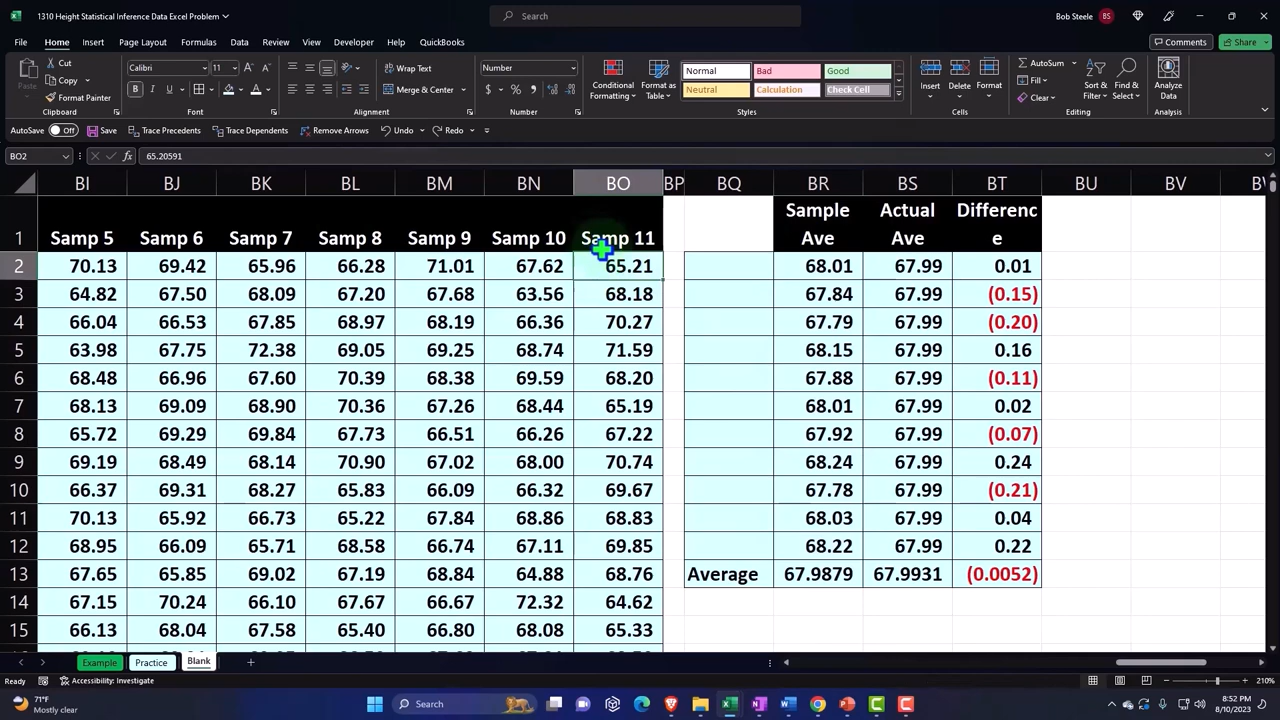 1310 Height Statistical Inference Data Excel Problem
Search
Bob Steele BS
File Home Insert Page Layout Formulas Data Review View Developer Help QuickBooks
Comments Share
Paste
Cut
Copy
Format Painter
Clipboard
Calibri 11
B I U
Font
Wrap Text
Merge & Center
Alignment
Number
$ % 9
Number
Conditional Formatting
Format as Table
Normal Bad Good
Neutral Calculation Check Cell
Styles
Insert Delete Format
Cells
AutoSum
Fill
Clear
Sort & Filter
Find & Select
Editing
Analyze Data
Analysis
AutoSave Off Save Trace Precedents Trace Dependents Remove Arrows Undo Redo
BO2 fx 65.20591
BI BJ BK BL BM BN BO BP BQ BR BS BT BU BV
1 Samp 5 Samp 6 Samp 7 Samp 8 Samp 9 Samp 10 Samp 11 Sample Ave Actual Ave Differenc e
2 70.13 69.42 65.96 66.28 71.01 67.62 65.21 68.01 67.99 0.01
3 64.82 67.50 68.09 67.20 67.68 63.56 68.18 67.84 67.99 (0.15)
4 66.04 66.53 67.85 68.97 68.19 66.36 70.27 67.79 67.99 (0.20)
5 63.98 67.75 72.38 69.05 69.25 68.74 71.59 68.15 67.99 0.16
6 68.48 66.96 67.60 70.39 68.38 69.59 68.20 67.88 67.99 (0.11)
7 68.13 69.09 68.90 70.36 67.26 68.44 65.19 68.01 67.99 0.02
8 65.72 69.29 69.84 67.73 66.51 66.26 67.22 67.92 67.99 (0.07)
9 69.19 68.49 68.14 70.90 67.02 68.00 70.74 68.24 67.99 0.24
10 66.37 69.31 68.27 65.83 66.09 66.32 69.67 67.78 67.99 (0.21)
11 70.13 65.92 66.73 65.22 67.84 68.86 68.83 68.03 67.99 0.04
12 68.95 66.09 65.71 68.58 66.74 67.11 69.85 68.22 67.99 0.22
13 67.65 65.85 69.02 67.19 68.84 64.88 68.76 Average 67.9879 67.9931 (0.0052)
14 67.15 70.24 66.10 67.67 66.67 72.32 64.62
15 66.13 68.04 67.58 65.40 66.80 68.08 65.33
Example Practice Blank
Ready Accessibility: Investigate 210%
71°F
Mostly clear
Search
8:52 PM
8/10/2023